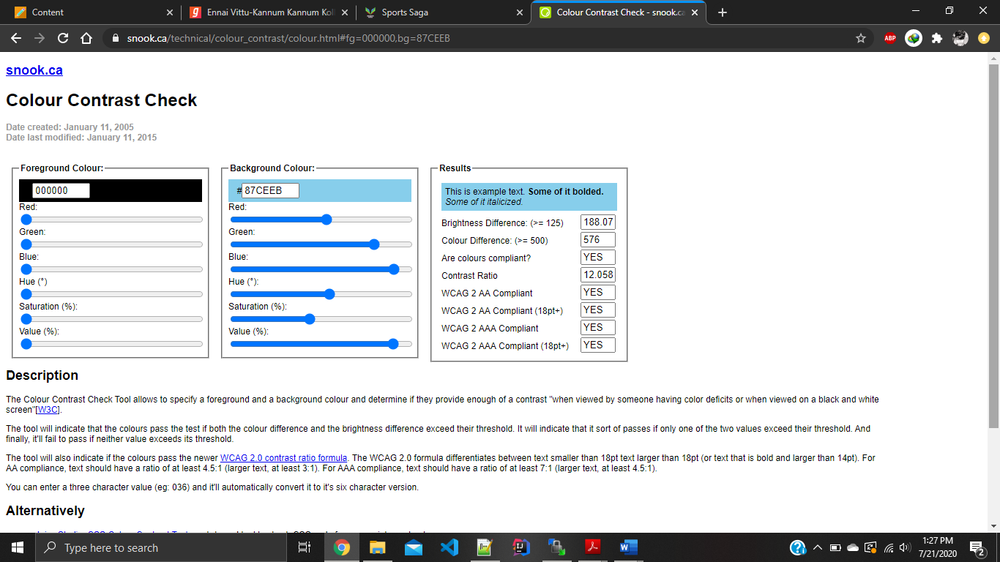 Content
Ennai Vittu-Kannum Kannum Kol
Sports Saga
Colour Contrast Check - snook.ca
snook.ca/technical/colour_contrast/colour.html#fg=000000,bg=87CEEB
ABP
snook.ca
Colour Contrast Check
Date created: January 11, 2005
Date last modified: January 11, 2015
Foreground Colour:
000000
Red:
Green:
Blue:
Hue (°)
Saturation (%):
Value (%):
Background Colour:
#87CEEB
Red:
Green:
Blue:
Hue (°):
Saturation (%):
Value (%):
Results
This is example text. Some of it bolded.
Some of it italicized.
Brightness Difference: (>= 125) 188.07
Colour Difference: (>= 500) 576
Are colours compliant? YES
Contrast Ratio 12.058
WCAG 2 AA Compliant YES
WCAG 2 AA Compliant (18pt+) YES
WCAG 2 AAA Compliant YES
WCAG 2 AAA Compliant (18pt+) YES
Description
The Colour Contrast Check Tool allows to specify a foreground and a background colour and determine if they provide enough of a contrast "when viewed by someone having color deficits or when viewed on a black and white
screen"[W3C].
The tool will indicate that the colours pass the test if both the colour difference and the brightness difference exceed their threshold. It will indicate that it sort of passes if only one of the two values exceed their threshold. And
finally, it'll fail to pass if neither value exceeds its threshold.
The tool will also indicate if the colours pass the newer WCAG 2.0 contrast ratio formula. The WCAG 2.0 formula differentiates between text smaller than 18pt text larger than 18pt (or text that is bold and larger than 14pt). For
AA compliance, text should have a ratio of at least 4.5:1 (larger text, at least 3:1). For AAA compliance, text should have a ratio of at least 7:1 (larger text, at least 4.5:1).
You can enter a three character value (eg: 036) and it'll automatically convert it to it's six character version.
Alternatively
Type here to search
1:27 PM
7/21/2020
2